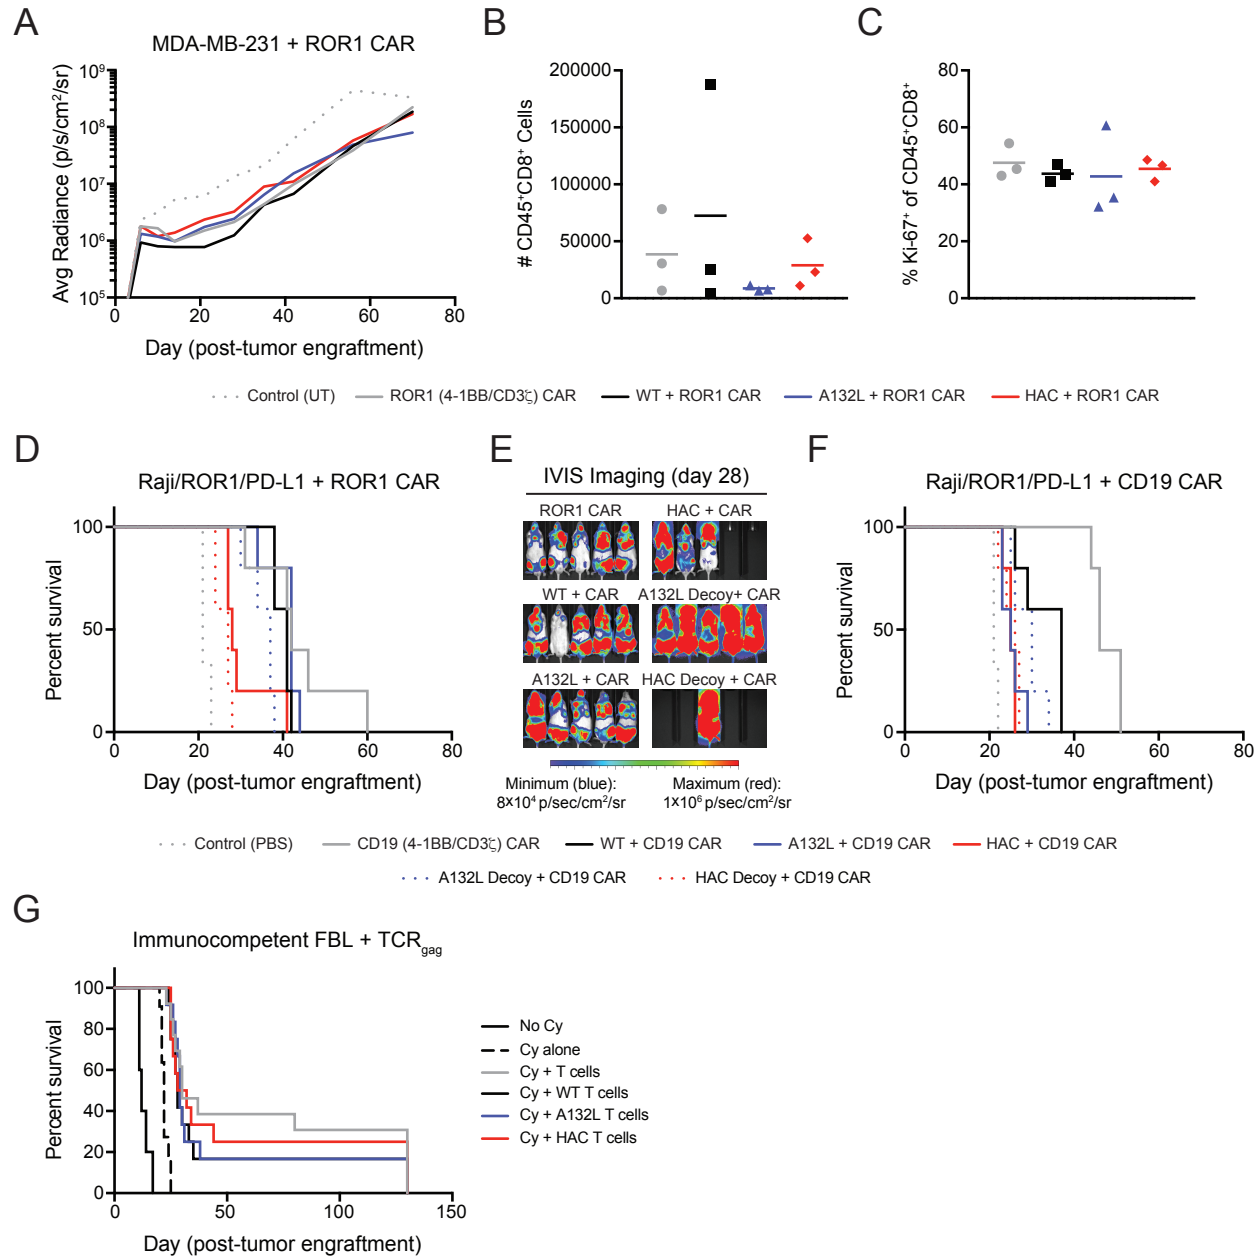 A
MDA-MB-231 + ROR1 CAR
Avg Radiance (p/s/cm²/sr)
10⁹
10⁸
10⁷
10⁶
10⁵
0 20 40 60 80
Day (post-tumor engraftment)
B
# CD45⁺CD8⁺ Cells
200000
150000
100000
50000
0
C
% Ki-67⁺ of CD45⁺CD8⁺
80
60
40
20
0
Control (UT) ROR1 (4-1BB/CD3ζ) CAR WT + ROR1 CAR A132L + ROR1 CAR HAC + ROR1 CAR
D
Raji/ROR1/PD-L1 + ROR1 CAR
Percent survival
100
50
0
0 20 40 60 80
Day (post-tumor engraftment)
E
IVIS Imaging (day 28)
ROR1 CAR HAC + CAR
WT + CAR A132L Decoy+ CAR
A132L + CAR HAC Decoy + CAR
Minimum (blue): Maximum (red):
8×10⁴ p/sec/cm²/sr 1×10⁶ p/sec/cm²/sr
F
Raji/ROR1/PD-L1 + CD19 CAR
Percent survival
100
50
0
0 20 40 60 80
Day (post-tumor engraftment)
Control (PBS) CD19 (4-1BB/CD3ζ) CAR WT + CD19 CAR A132L + CD19 CAR HAC + CD19 CAR
A132L Decoy + CD19 CAR HAC Decoy + CD19 CAR
G
Immunocompetent FBL + TCRgag
Percent survival
100
80
60
40
20
0
0 50 100 150
Day (post-tumor engraftment)
No Cy
Cy alone
Cy + T cells
Cy + WT T cells
Cy + A132L T cells
Cy + HAC T cells